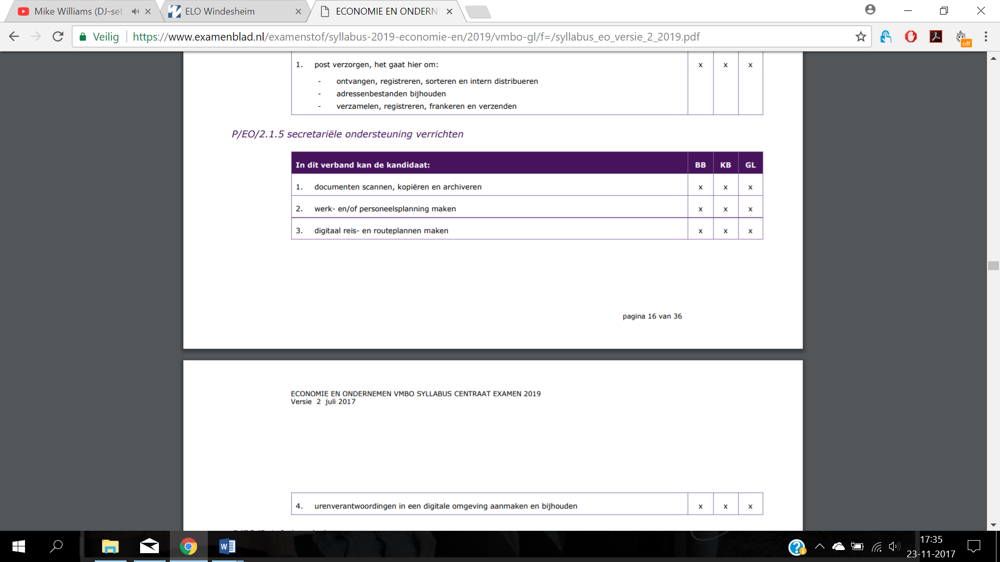 Mike Williams (DJ-set
ELO Windesheim
ECONOMIE EN ONDERN
Veilig
https://www.examenblad.nl/examenstof/syllabus-2019-economie-en/2019/vmbo-gl/f=/syllabus_eo_versie_2_2019.pdf
off
1. post verzorgen, het gaat hier om: x x x
- ontvangen, registreren, sorteren en intern distribueren
- adressenbestanden bijhouden
- verzamelen, registreren, frankeren en verzenden
P/EO/2.1.5 secretariële ondersteuning verrichten
In dit verband kan de kandidaat: BB KB GL
1. documenten scannen, kopiëren en archiveren x x x
2. werk- en/of personeelsplanning maken x x x
3. digitaal reis- en routeplannen maken x x x
pagina 16 van 36
ECONOMIE EN ONDERNEMEN VMBO SYLLABUS CENTRAAT EXAMEN 2019
Versie 2 juli 2017
4. urenverantwoordingen in een digitale omgeving aanmaken en bijhouden x x x
17:35
23-11-2017